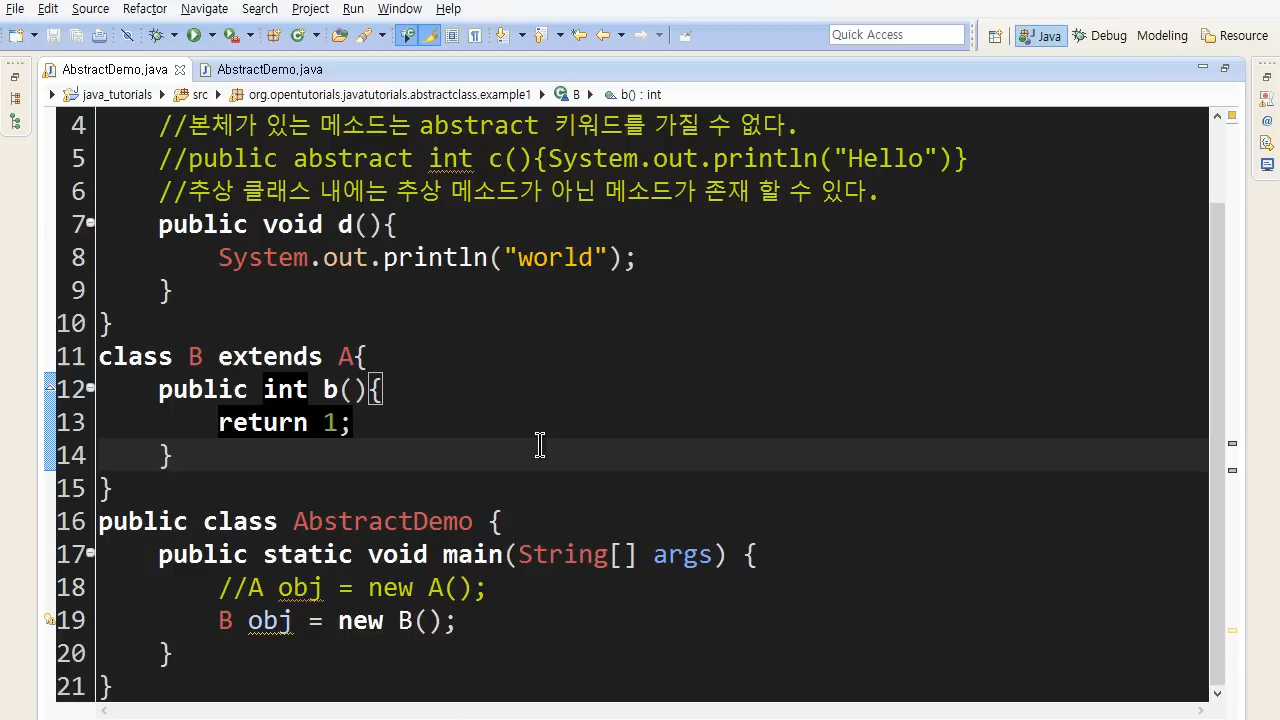 File Edit Source Refactor Navigate Search Project Run Window Help
Quick Access Java Debug Modeling Resource
AbstractDemo.java AbstractDemo.java
java_tutorials src org.opentutorials.javatutorials.abstractclass.example1 B b() : int
4 //본체가 있는 메소드는 abstract 키워드를 가질 수 없다.
5 //public abstract int c(){System.out.println("Hello")}
6 //추상 클래스 내에는 추상 메소드가 아닌 메소드가 존재 할 수 있다.
7 public void d(){
8 System.out.println("world");
9 }
10 }
11 class B extends A{
12 public int b(){
13 return 1;
14 }
15 }
16 public class AbstractDemo {
17 public static void main(String[] args) {
18 //A obj = new A();
19 B obj = new B();
20 }
21 }